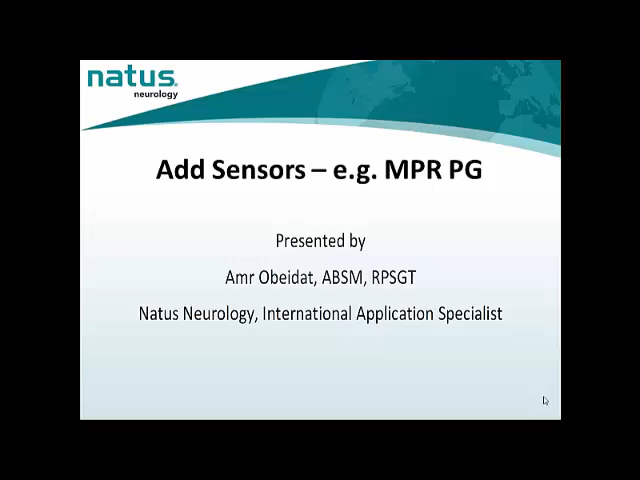 natus
neurology
Add Sensors – e.g. MPR PG
Presented by
Amr Obeidat, ABSM, RPSGT
Natus Neurology, International Application Specialist